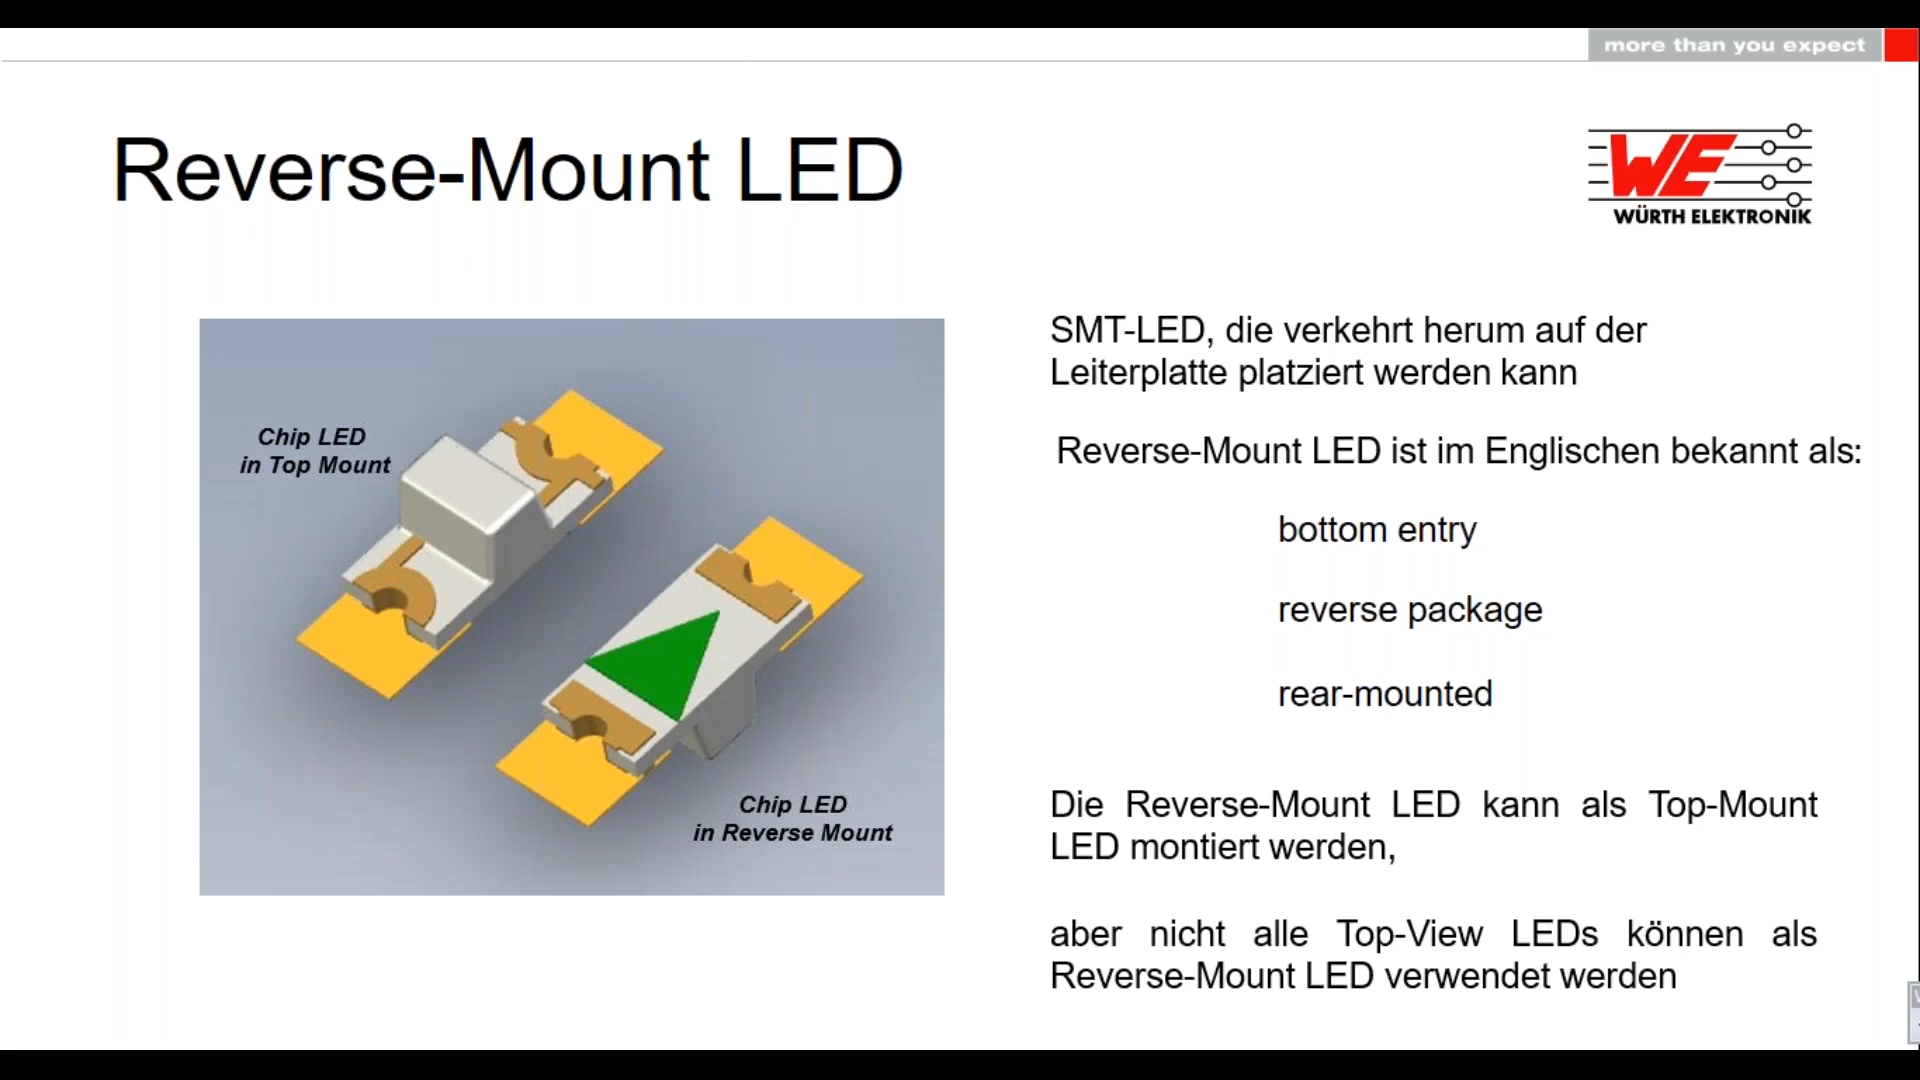 more than you expect
Reverse-Mount LED
WE
WÜRTH ELEKTRONIK
Chip LED
in Top Mount
Chip LED
in Reverse Mount
SMT-LED, die verkehrt herum auf der
Leiterplatte platziert werden kann
Reverse-Mount LED ist im Englischen bekannt als:
bottom entry
reverse package
rear-mounted
Die Reverse-Mount LED kann als Top-Mount
LED montiert werden,
aber nicht alle Top-View LEDs können als
Reverse-Mount LED verwendet werden